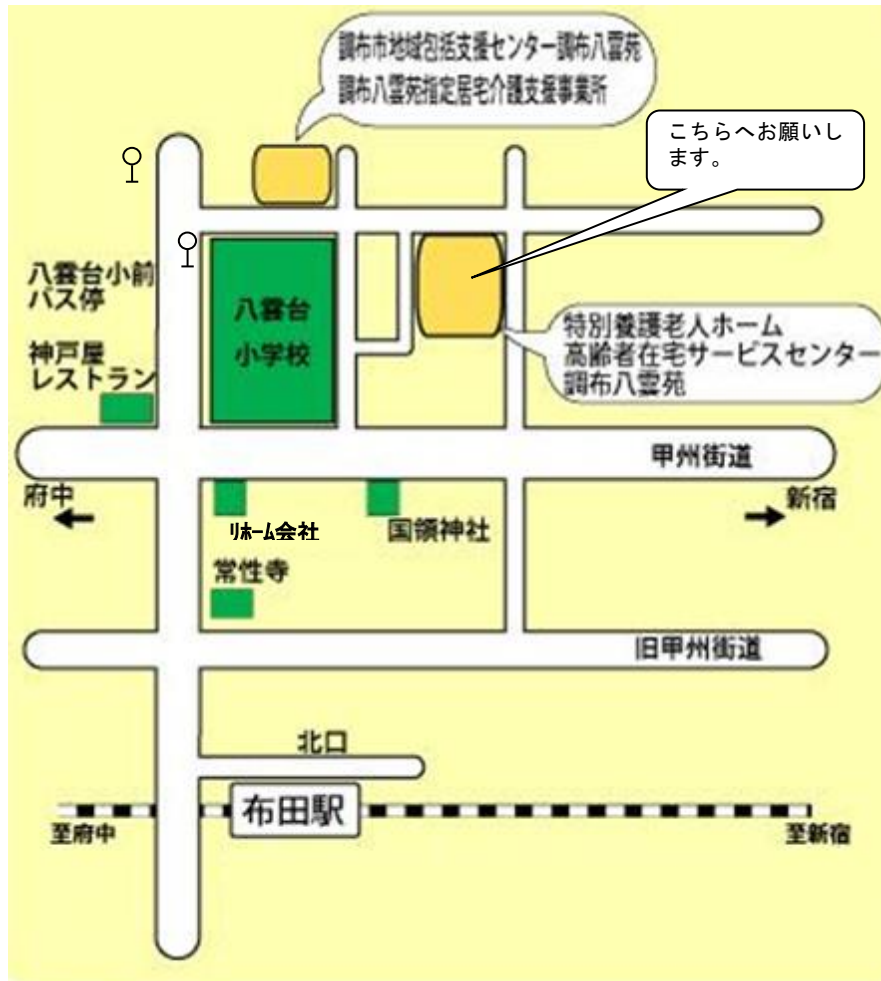 調布市地域包括支援センター調布八雲苑
調布八雲苑指定居宅介護支援事業所
こちらへお願いし
ます。
八雲台小前
バス停
八雲台
小学校
神戸屋
レストラン
特別養護老人ホーム
高齢者在宅サービスセンター
調布八雲苑
甲州街道
府中
新宿
ﾘﾎｰﾑ会社
国領神社
常性寺
旧甲州街道
北口
布田駅
至府中
至新宿